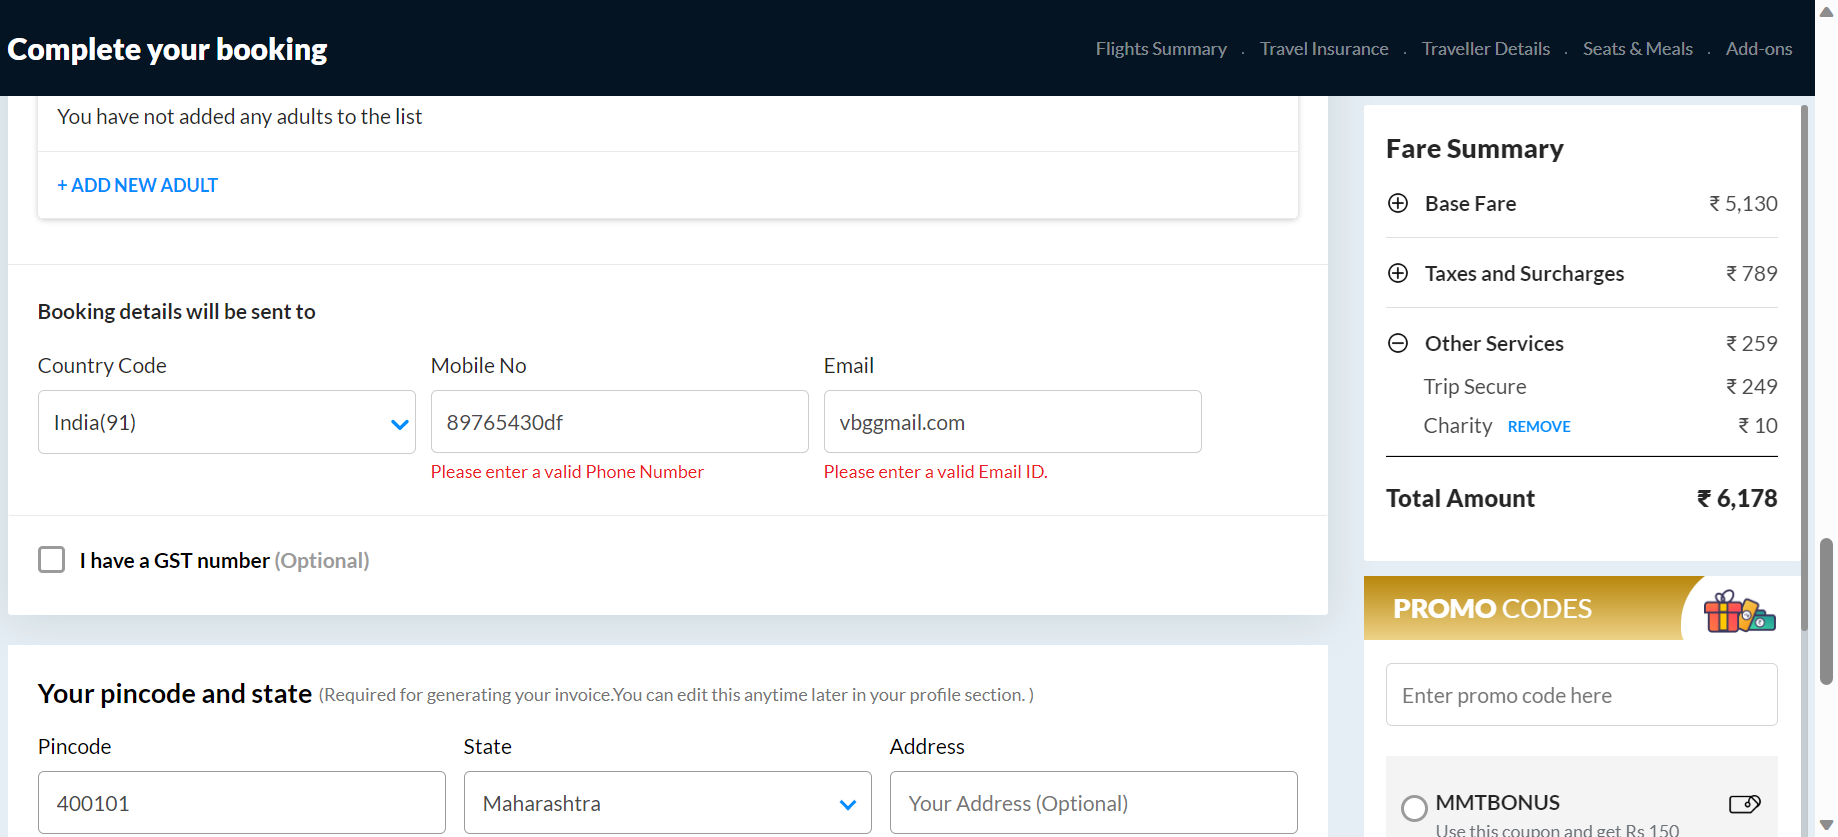 Complete your booking
Flights Summary . Travel Insurance . Traveller Details . Seats & Meals . Add-ons
You have not added any adults to the list
+ ADD NEW ADULT
Booking details will be sent to
Country Code
Mobile No
Email
India(91)
89765430df
vbggmail.com
Please enter a valid Phone Number
Please enter a valid Email ID.
I have a GST number (Optional)
Your pincode and state (Required for generating your invoice.You can edit this anytime later in your profile section. )
Pincode
State
Address
400101
Maharashtra
Your Address (Optional)
Fare Summary
Base Fare ₹ 5,130
Taxes and Surcharges ₹ 789
Other Services ₹ 259
Trip Secure ₹ 249
Charity REMOVE ₹ 10
Total Amount ₹ 6,178
PROMO CODES
Enter promo code here
MMTBONUS
Use this coupon and get Rs 150